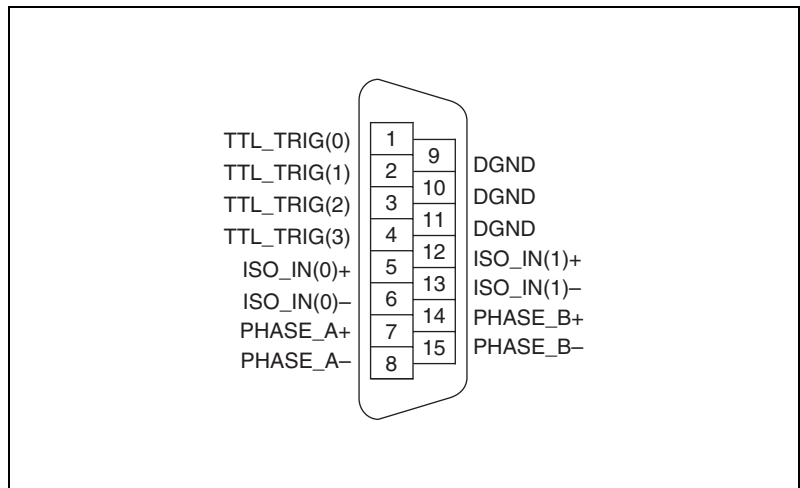 TTL_TRIG(0) 1
9 DGND
TTL_TRIG(1) 2
10 DGND
TTL_TRIG(2) 3
11 DGND
TTL_TRIG(3) 4
12 ISO_IN(1)+
ISO_IN(0)+ 5
13 ISO_IN(1)–
ISO_IN(0)– 6
14 PHASE_B+
PHASE_A+ 7
15 PHASE_B–
PHASE_A– 8